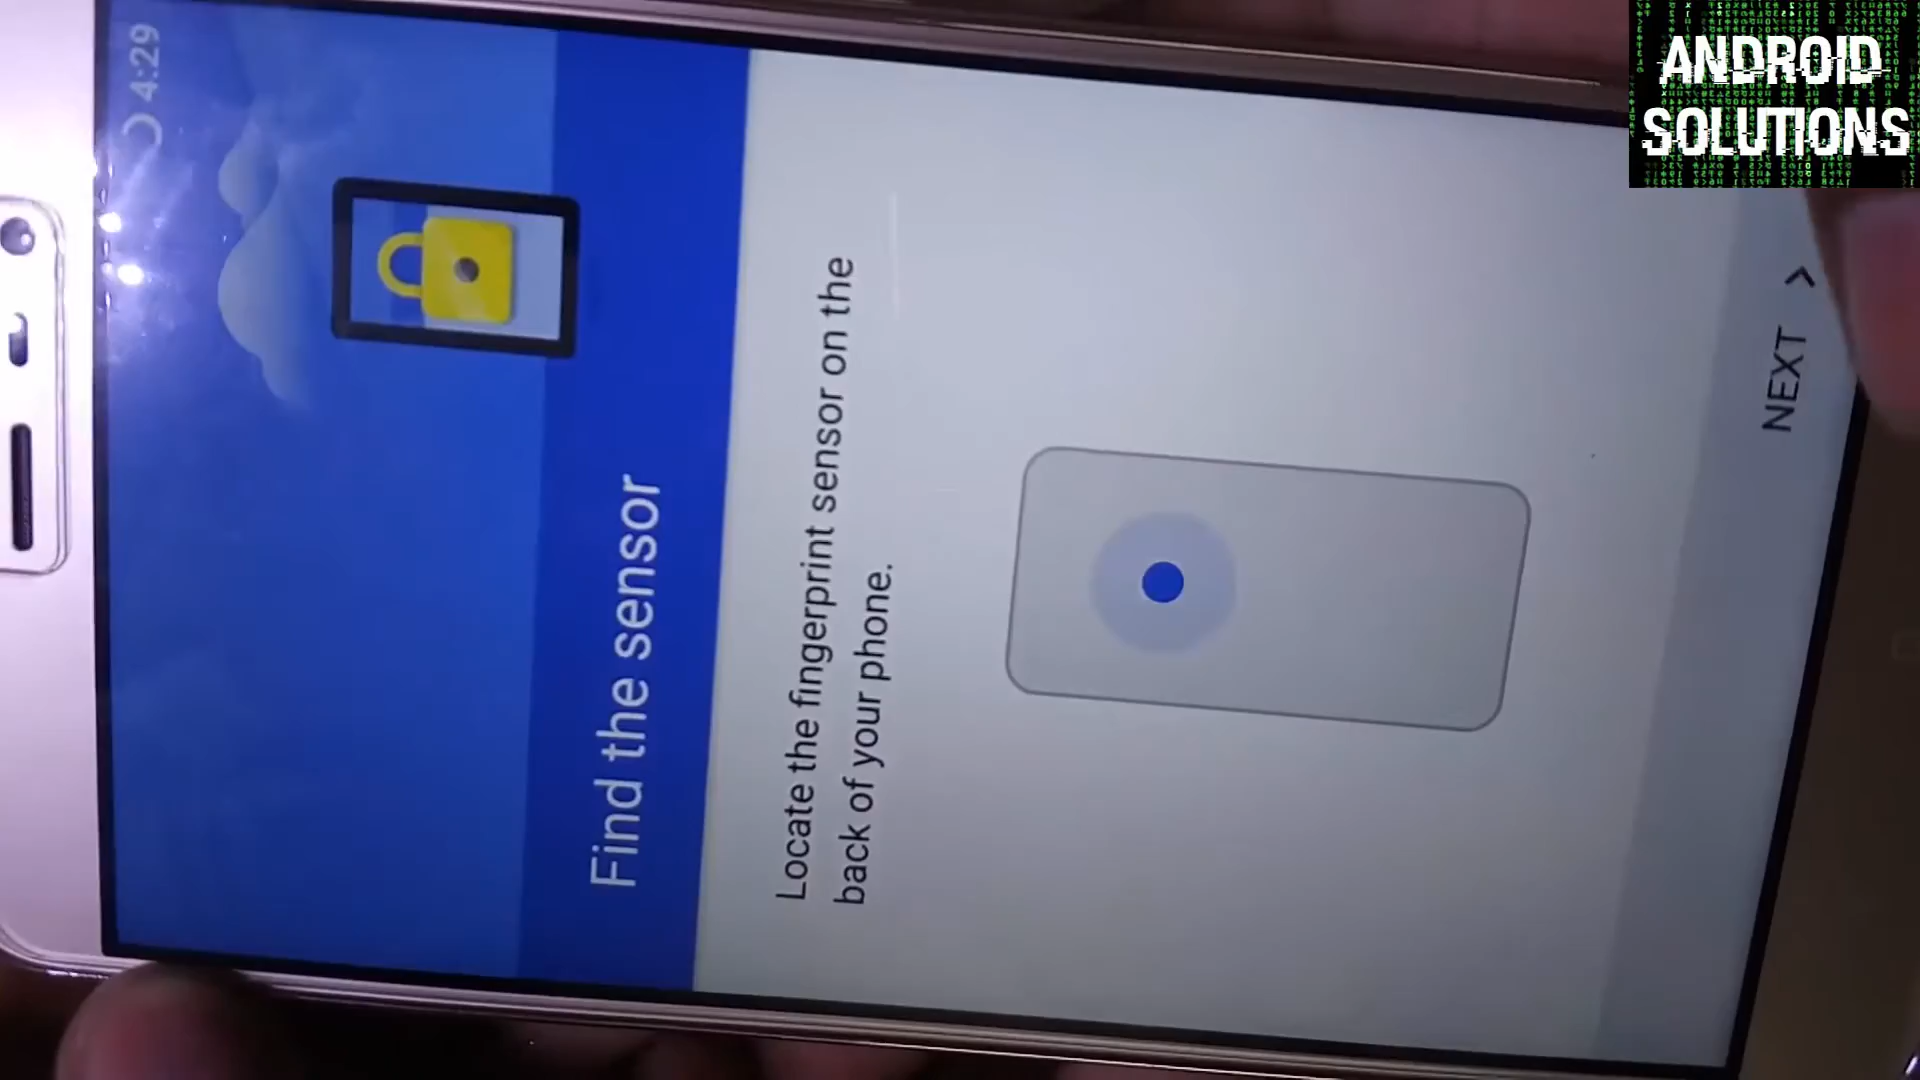 4:29
Find the sensor
Locate the fingerprint sensor on the
back of your phone.
NEXT >
ANDROID
SOLUTIONS